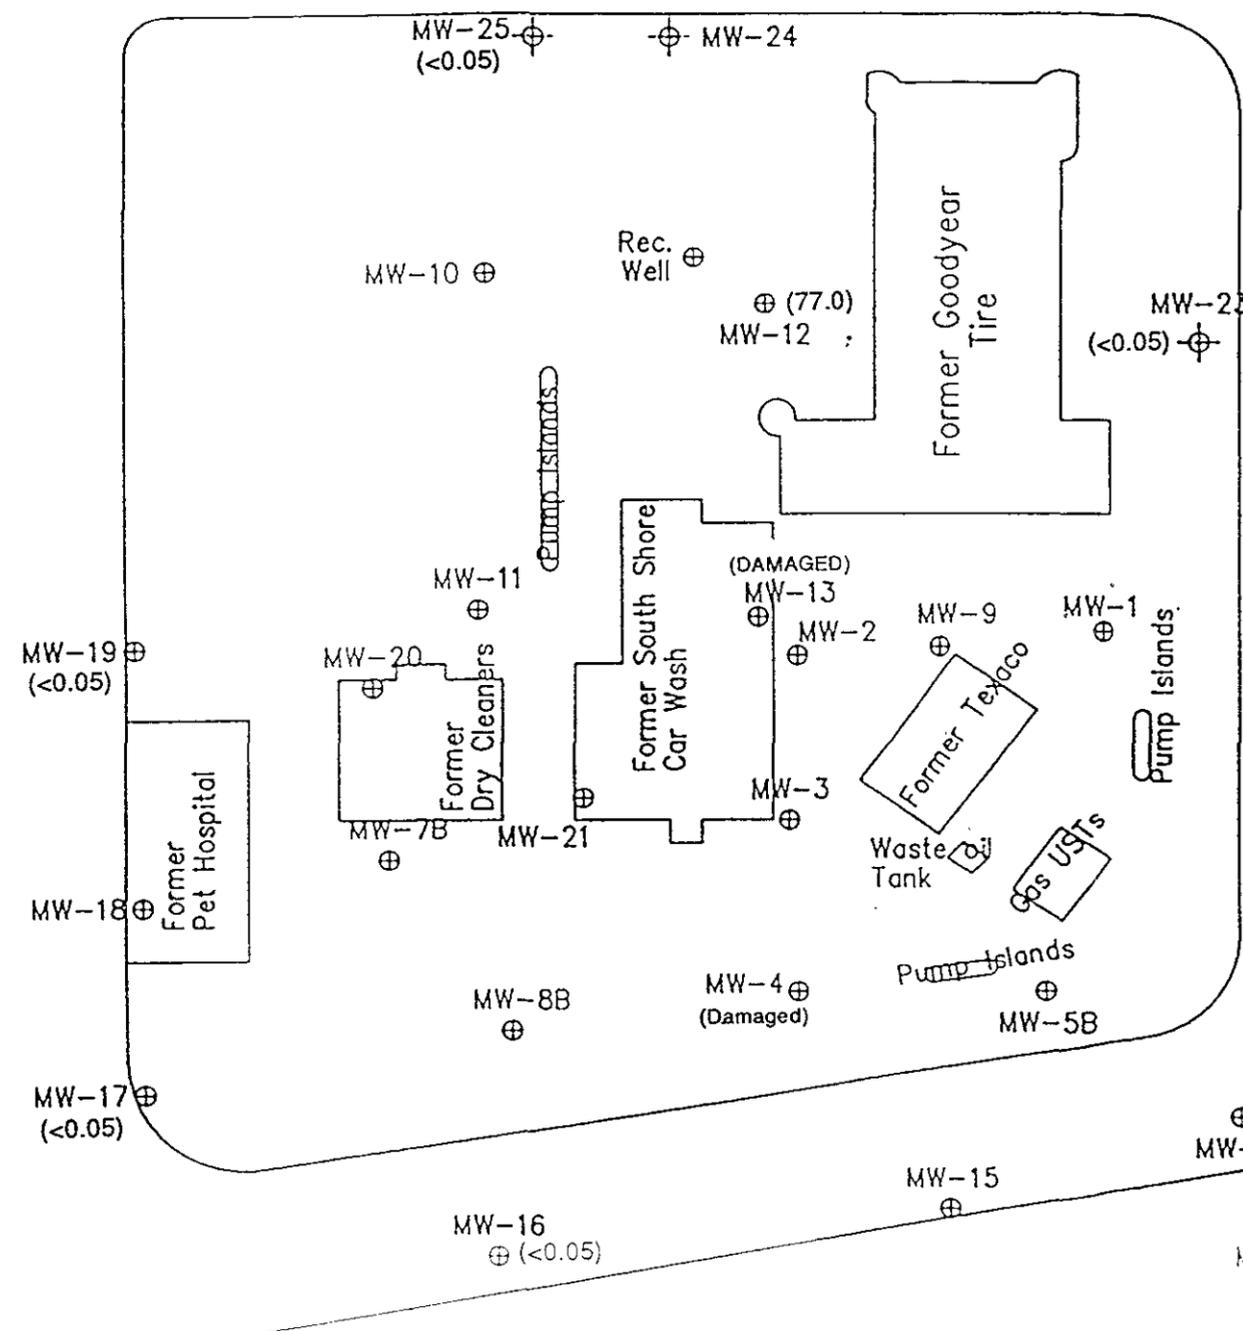 MW-25
(<0.05)
MW-24
Former Goodyear
Tire
Rec.
Well
MW-10
(77.0)
MW-12
MW-23
(<0.05)
Pump Islands
(DAMAGED)
MW-13
MW-11
MW-2
MW-9
MW-1
MW-19
(<0.05)
MW-20
Former South Shore
Car Wash
Former
Dry Cleaners
Former Texaco
Pump Islands
MW-3
MW-7B
MW-21
Former
Pet Hospital
Waste Oil
Tank
Gas USTs
MW-18
Pump Islands
MW-4
(Damaged)
MW-8B
MW-5B
MW-17
(<0.05)
MW-
MW-15
MW-16
(<0.05)